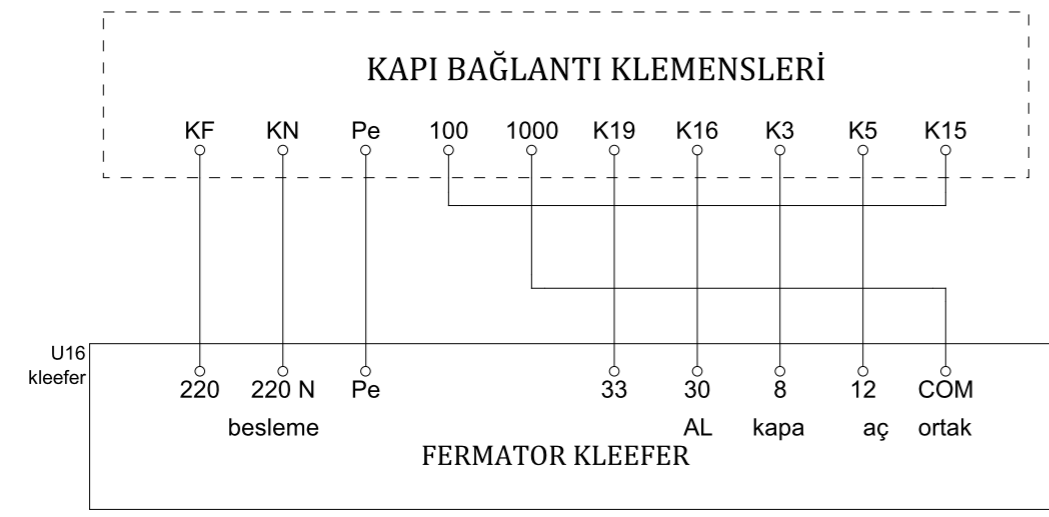 KAPI BAĞLANTI KLEMENSLERİ
KF KN Pe 100 1000 K19 K16 K3 K5 K15
U16
kleefer
220 220 N Pe 33 30 8 12 COM
besleme AL kapa aç ortak
FERMATOR KLEEFER